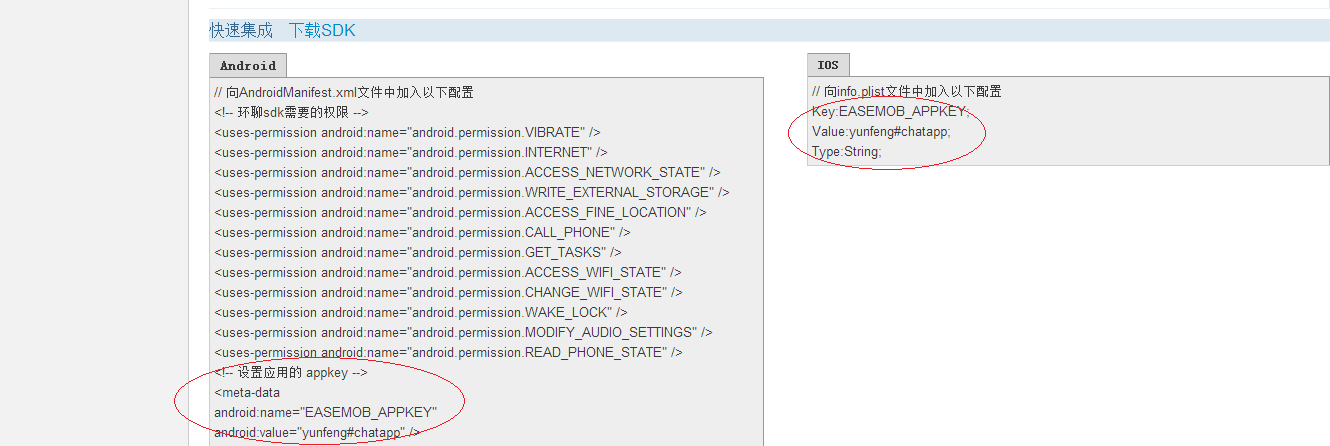 快速集成 下载SDK
Android
// 向AndroidManifest.xml文件中加入以下配置
<!-- 环聊sdk需要的权限 -->
<uses-permission android:name="android.permission.VIBRATE" />
<uses-permission android:name="android.permission.INTERNET" />
<uses-permission android:name="android.permission.ACCESS_NETWORK_STATE" />
<uses-permission android:name="android.permission.WRITE_EXTERNAL_STORAGE" />
<uses-permission android:name="android.permission.ACCESS_FINE_LOCATION" />
<uses-permission android:name="android.permission.CALL_PHONE" />
<uses-permission android:name="android.permission.GET_TASKS" />
<uses-permission android:name="android.permission.ACCESS_WIFI_STATE" />
<uses-permission android:name="android.permission.CHANGE_WIFI_STATE" />
<uses-permission android:name="android.permission.WAKE_LOCK" />
<uses-permission android:name="android.permission.MODIFY_AUDIO_SETTINGS" />
<uses-permission android:name="android.permission.READ_PHONE_STATE" />
<!-- 设置应用的 appkey -->
<meta-data
android:name="EASEMOB_APPKEY"
android:value="yunfeng#chatapp" />
IOS
// 向info.plist文件中加入以下配置
Key:EASEMOB_APPKEY;
Value:yunfeng#chatapp;
Type:String;